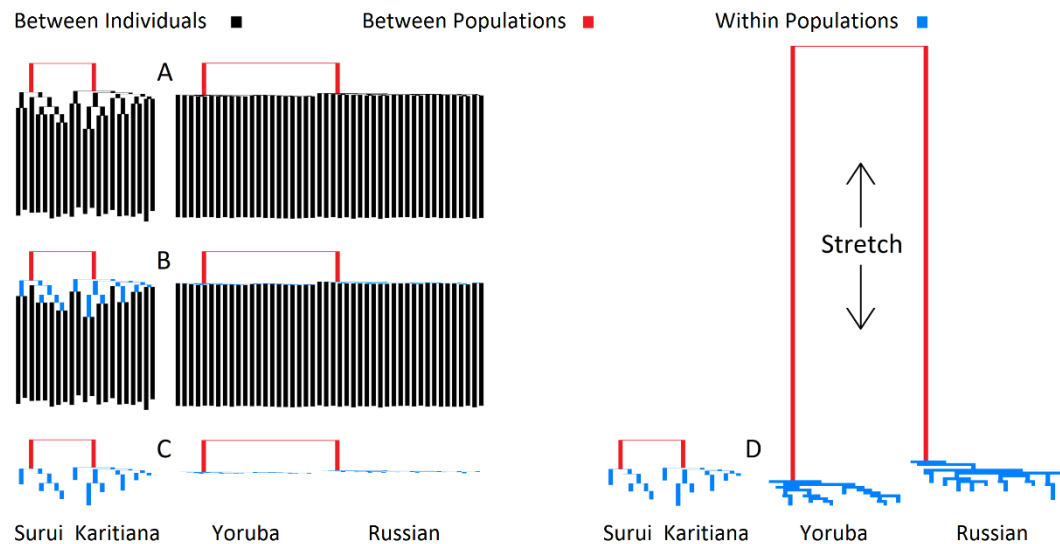 Between Individuals Between Populations Within Populations
A
Stretch
B
C
D
Surui Karitiana Yoruba Russian Surui Karitiana Yoruba Russian